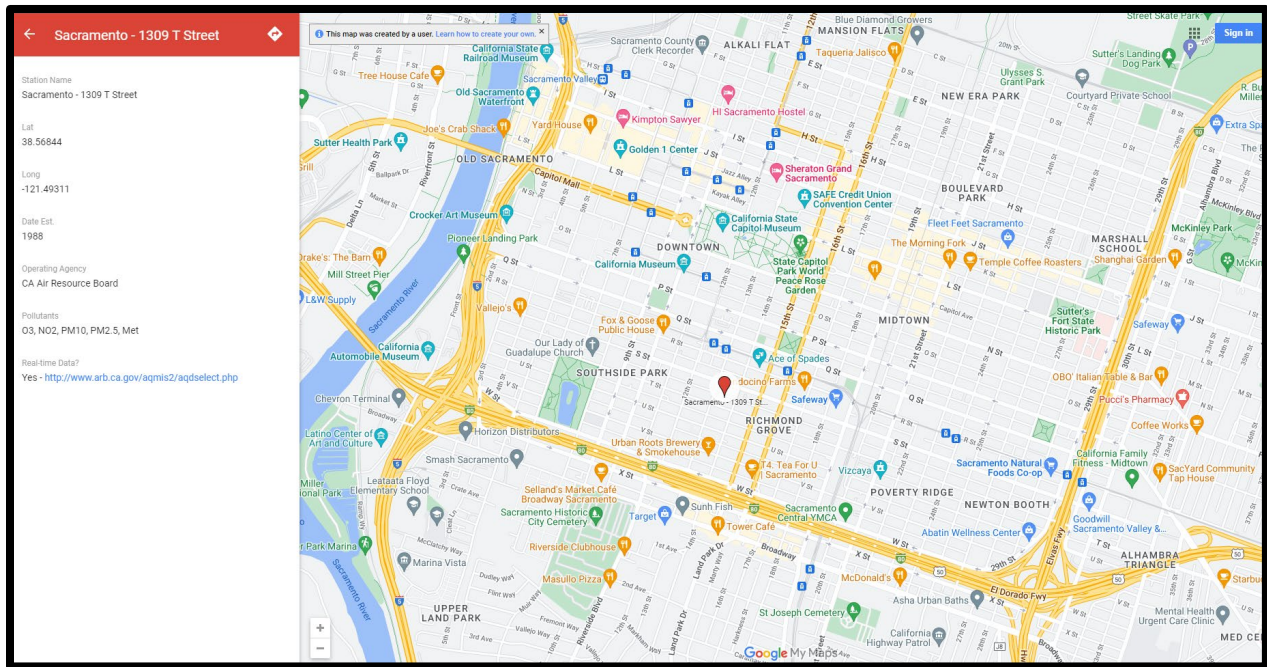 Sacramento - 1309 T Street
Station Name
Sacramento - 1309 T Street
Lat
38.56844
Long
-121.49311
Date Est.
1988
Operating Agency
CA Air Resource Board
Pollutants
O3, NO2, PM10, PM2.5, Met
Real-time Data?
Yes - http://www.arb.ca.gov/aqmis2/aqdselect.php
This map was created by a user. Learn how to create your own.
Sign in
Street Skate Park
Blue Diamond Growers
MANSION FLATS
ALKALI FLAT
Sacramento County
Clerk Recorder
California State
Railroad Museum
Taqueria Jalisco
Sutter's Landing
Dog Park
Tree House Cafe
Sacramento Valley
Ulysses S.
Grant Park
Courtyard Private School
NEW ERA PARK
Old Sacramento
Waterfront
HI Sacramento Hostel
Kimpton Sawyer
Joe's Crab Shack
Yard House
Sutter Health Park
Golden 1 Center
OLD SACRAMENTO
Capitol Mall
Sheraton Grand
Sacramento
SAFE Credit Union
Convention Center
BOULEVARD
PARK
Crocker Art Museum
California State
Capitol Museum
Fleet Feet Sacramento
McKinley Park
Pioneer Landing Park
DOWNTOWN
The Morning Fork
MARSHALL
SCHOOL
Drake's: The Barn
California Museum
State Capitol
Park World
Peace Rose
Garden
Temple Coffee Roasters
Shanghai Garden
Mill Street Pier
L&W Supply
Sacramento River
Vallejo's
Fox & Goose
Public House
MIDTOWN
Capitol Ave
Sutter's
Fort State
Historic Park
Safeway
California
Automobile Museum
Our Lady of
Guadalupe Church
Ace of Spades
SOUTHSIDE PARK
docino Farms
OBO' Italian Table & Bar
Sacramento - 1309 T St...
Safeway
Pucci's Pharmacy
Chevron Terminal
Broadway
RICHMOND
GROVE
Coffee Works
Latino Center of
Art and Culture
Horizon Distributors
Urban Roots Brewery
& Smokehouse
Smash Sacramento
T4. Tea For U
Sacramento
Vizcaya
Sacramento Natural
Foods Co-op
California Family
Fitness - Midtown
SacYard Community
Tap House
Leataata Floyd
Elementary School
Selland's Market Café
Broadway Sacramento
POVERTY RIDGE
NEWTON BOOTH
Sacramento Historic
City Cemetery
Target
Sunh Fish
Sacramento
Central YMCA
Goodwill
Sacramento Valley &...
Tower Café
Abatin Wellness Center
Riverside Clubhouse
Marina Vista
ALHAMBRA
TRIANGLE
Masullo Pizza
McDonald's
El Dorado Fwy
Asha Urban Baths
UPPER
LAND PARK
St Joseph Cemetery
Mental Health
Urgent Care Clinic
California
Highway Patrol
MED CE
Google My Maps